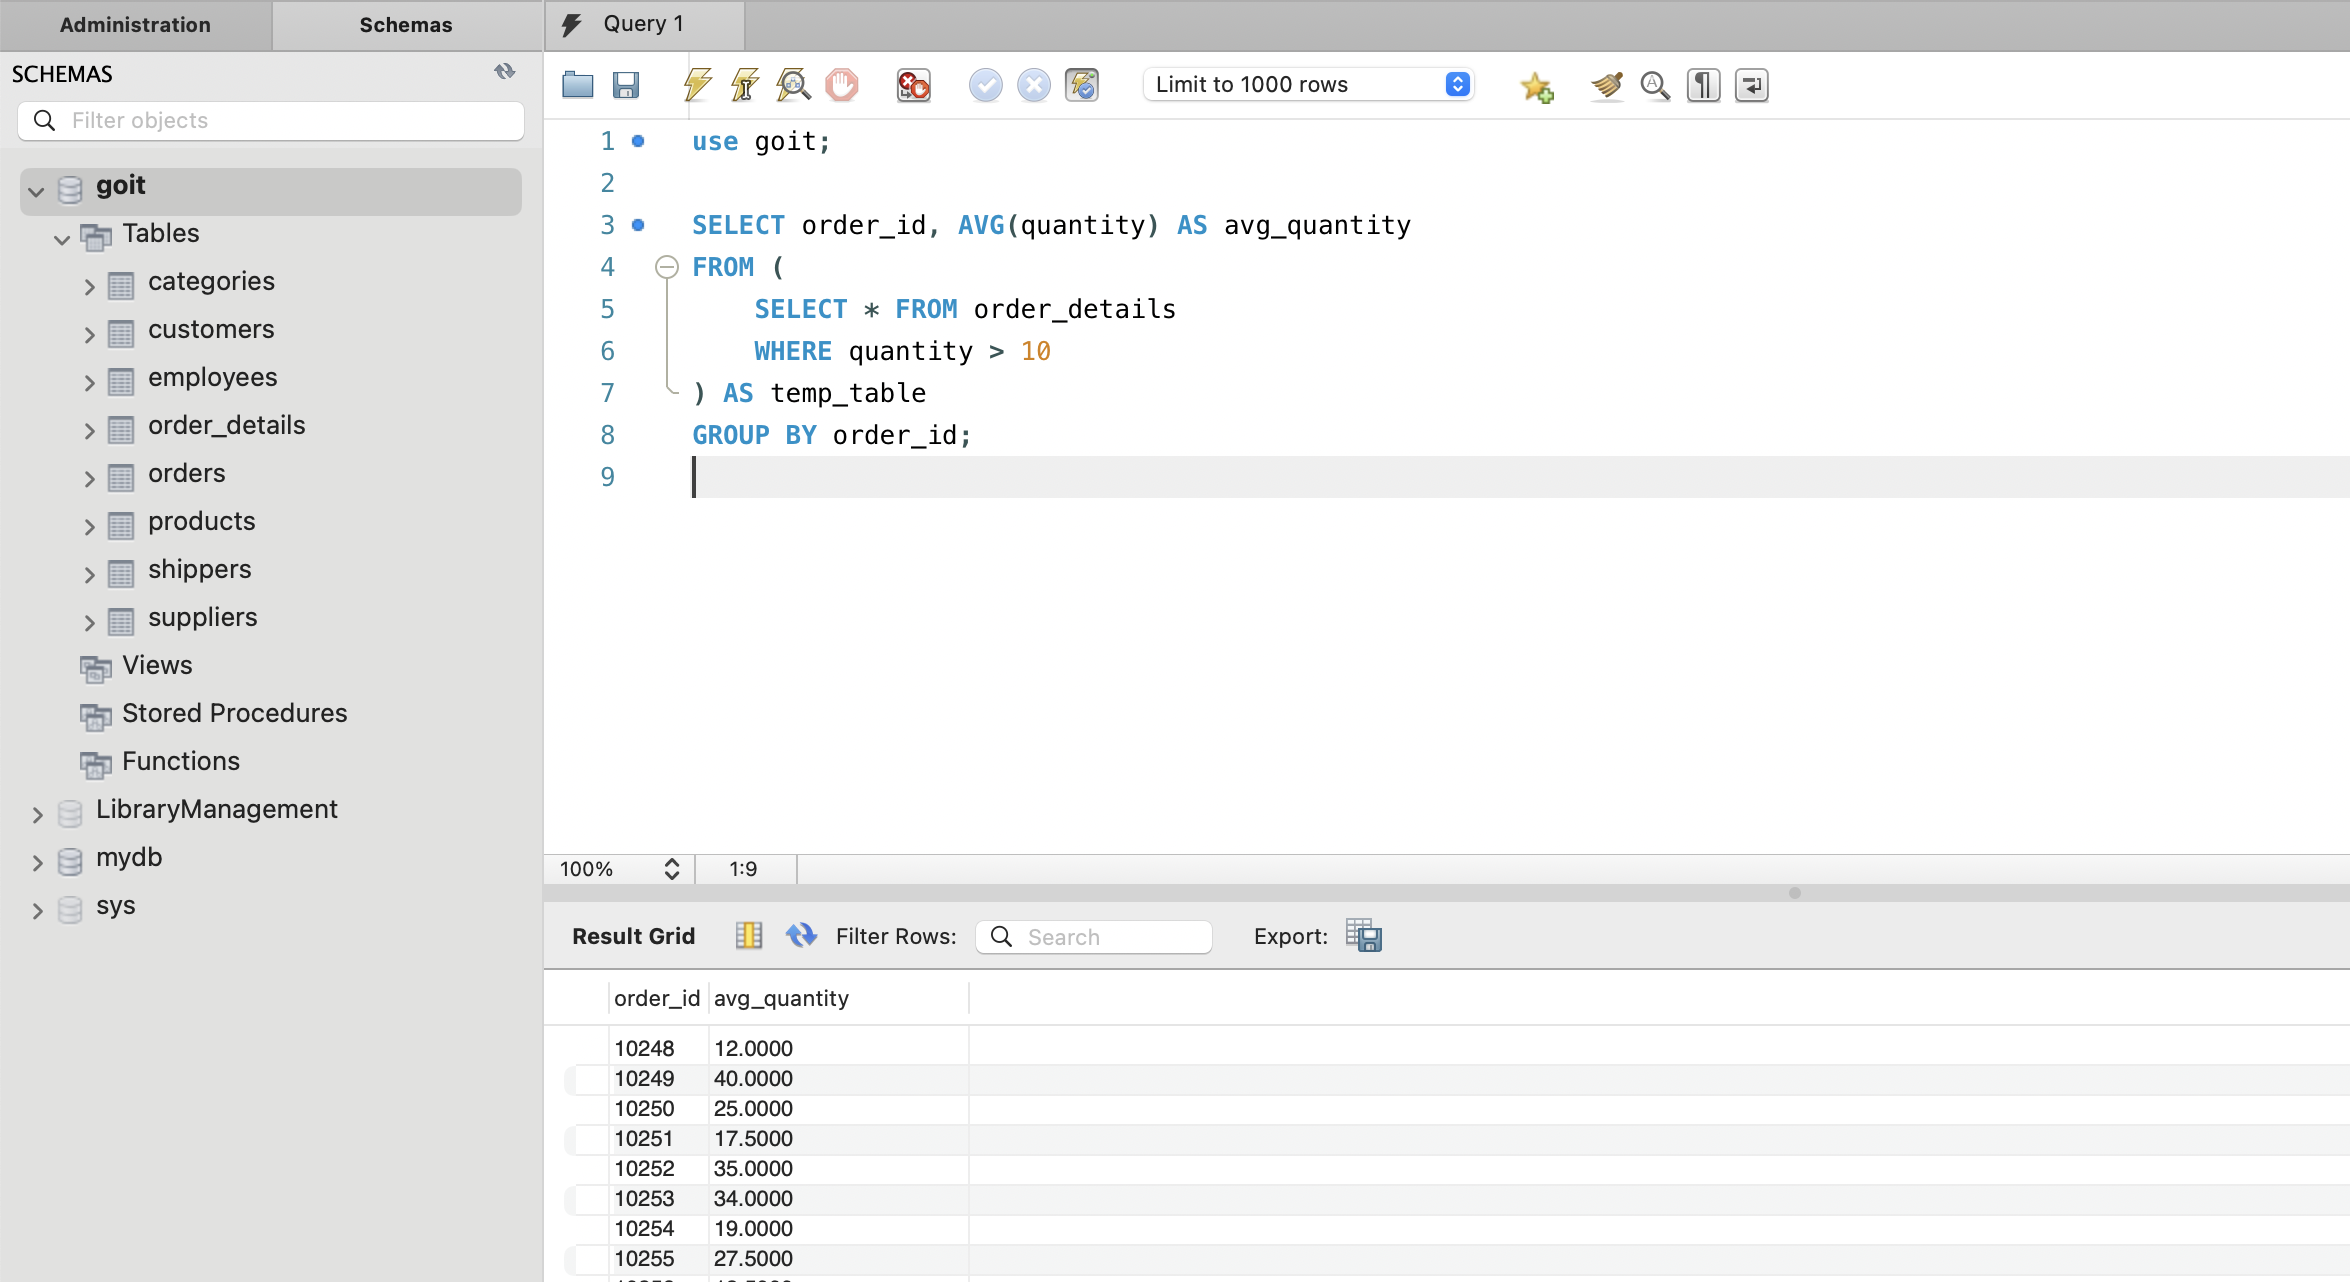 Administration
Schemas
SCHEMAS
Filter objects
goit
Tables
categories
customers
employees
order_details
orders
products
shippers
suppliers
Views
Stored Procedures
Functions
LibraryManagement
mydb
sys
Query 1
Limit to 1000 rows
1 use goit;
2
3 SELECT order_id, AVG(quantity) AS avg_quantity
4 FROM (
5 SELECT * FROM order_details
6 WHERE quantity > 10
7 ) AS temp_table
8 GROUP BY order_id;
9
100% 1:9
Result Grid Filter Rows: Search Export:
order_id avg_quantity
10248 12.0000
10249 40.0000
10250 25.0000
10251 17.5000
10252 35.0000
10253 34.0000
10254 19.0000
10255 27.5000